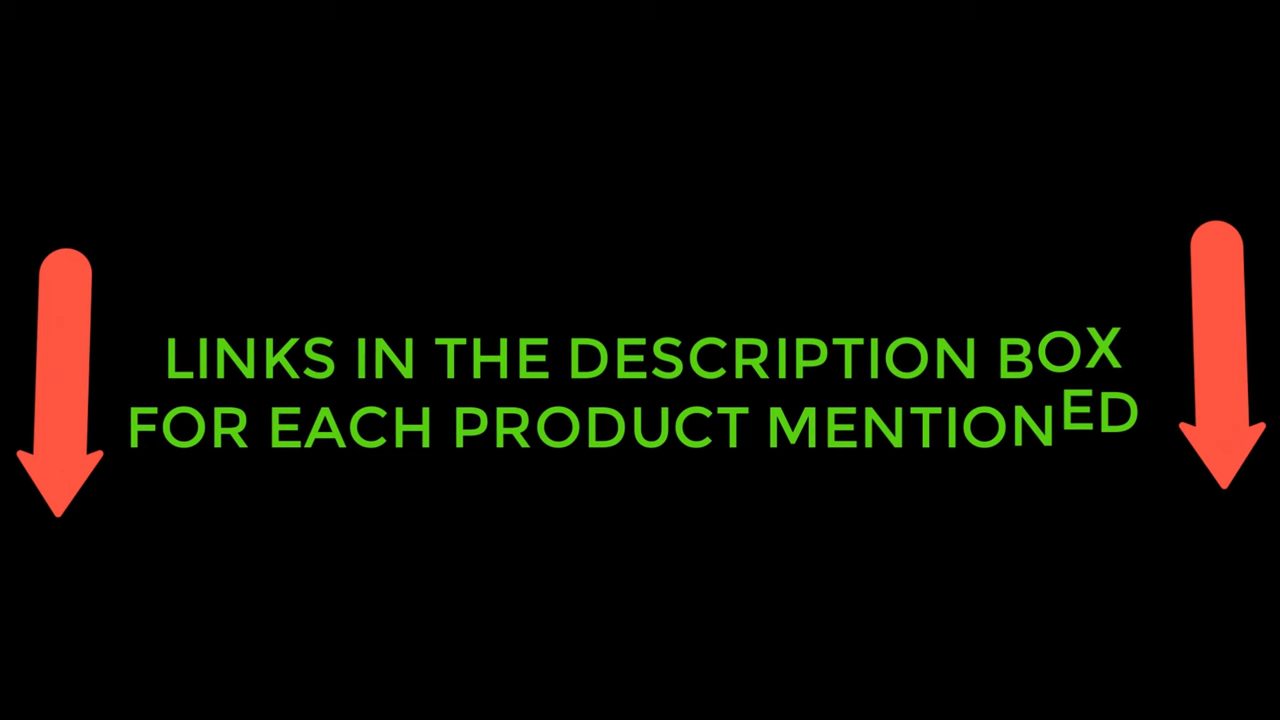 LINKS IN THE DESCRIPTION BOX
FOR EACH PRODUCT MENTIONED